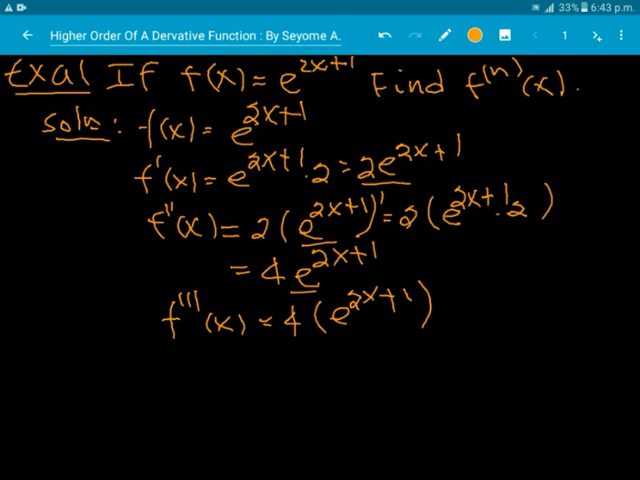 33% 6:43 p.m.
Higher Order Of A Dervative Function : By Seyome A. 1
Exa1 If f(x) = e^{2x+1} Find f^{(n)}(x).
Soln: f(x) = e^{2x+1}
f'(x) = e^{2x+1}.2 = 2e^{2x+1}
f''(x) = 2(e^{2x+1})' = 2(e^{2x+1}.2)
= 4e^{2x+1}
f'''(x) = 4(e^{2x+1})